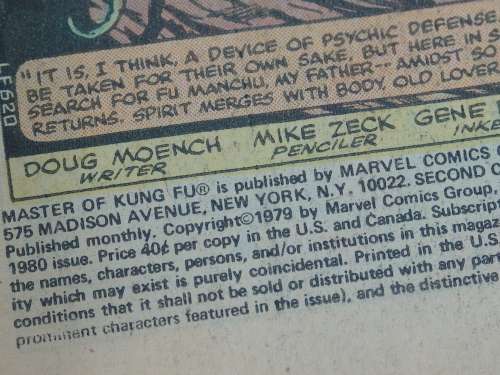 "IT IS, I THINK, A DEVICE OF PSYCHIC DEFENSE
BE TAKEN FOR THEIR OWN SAKE. BUT HERE IN S
SEARCH FOR FU MANCHU, MY FATHER-- AMIDST SO
RETURNS. SPIRIT MERGES WITH BODY, OLD LOVER
LF620
DOUG MOENCH MIKE ZECK GENE
WRITER PENCILER INKE
MASTER OF KUNG FU® is published by MARVEL COMICS
575 MADISON AVENUE, NEW YORK, N.Y. 10022. SECOND C
Published monthly. Copyright©1979 by Marvel Comics Group,
1980 issue. Price 40¢ per copy in the U.S. and Canada. Subscript
the names, characters, persons, and/or institutions in this magaz
ity which may exist is purely coincidental. Printed in the U.S.
conditions that it shall not be sold or distributed with any par
prominent characters featured in the issue), and the distinctive